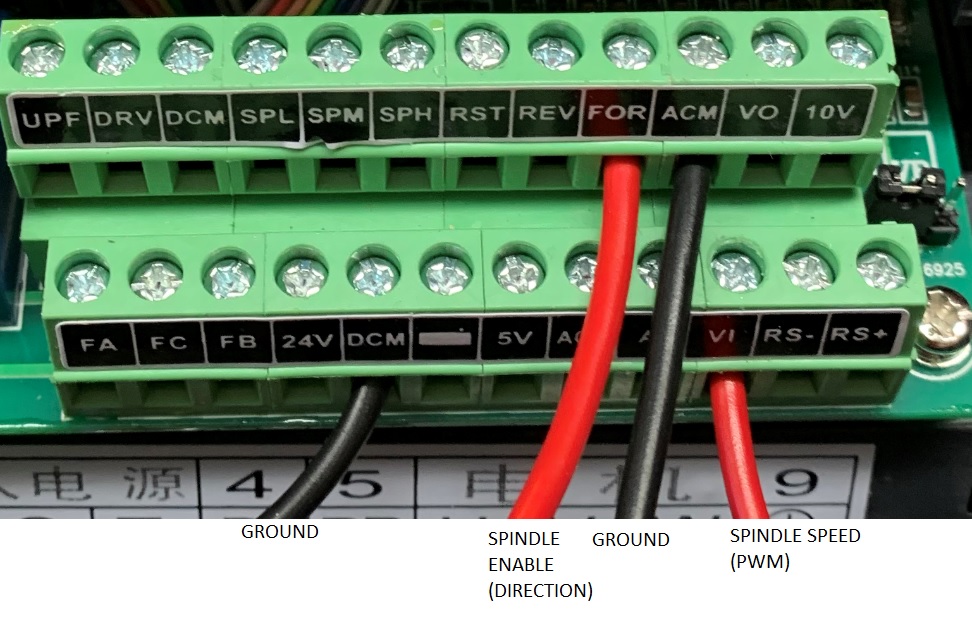 UPF DRV DCM SPL SPM SPH RST REV FOR ACM VO 10V
FA FC FB 24V DCM 5V VI RS- RS+
6925
电 源 4 5 电 机 9
GROUND
SPINDLE
ENABLE
(DIRECTION)
GROUND
SPINDLE SPEED
(PWM)